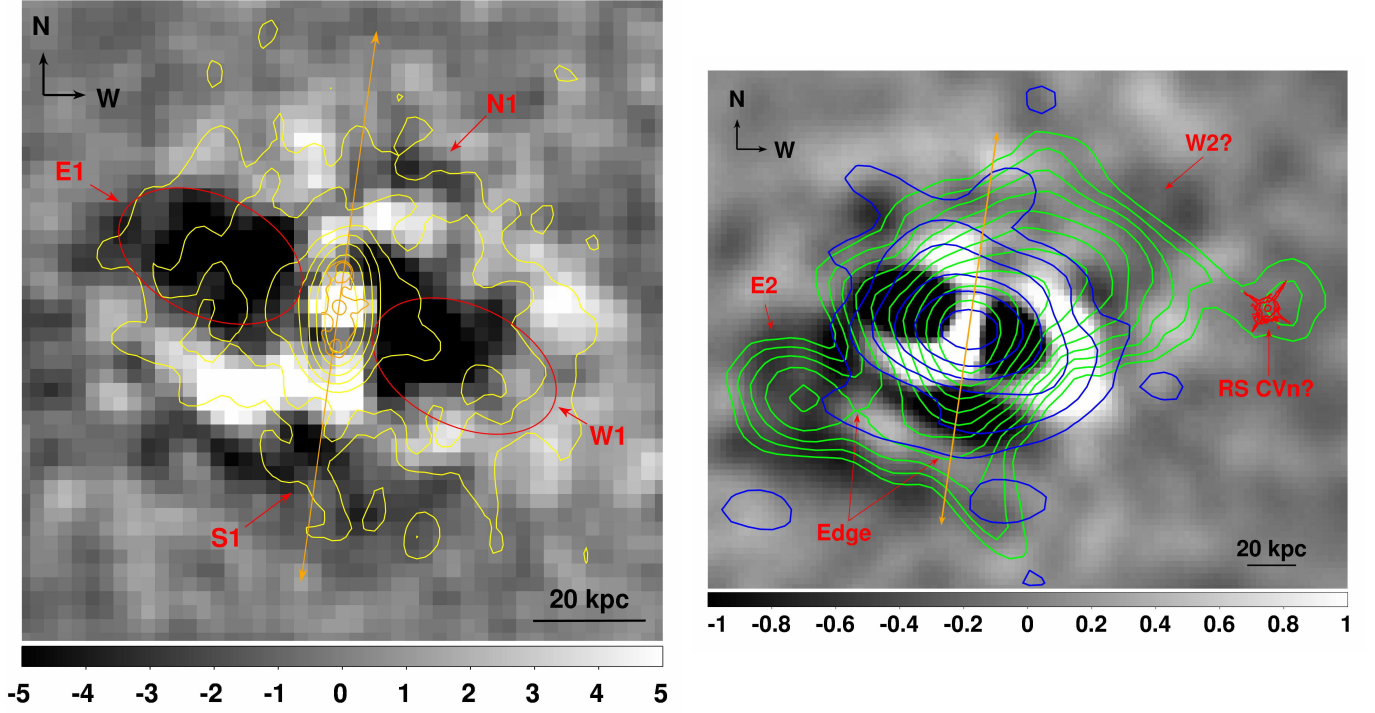 N
W
N1
E1
W1
S1
20 kpc
-5 -4 -3 -2 -1 0 1 2 3 4 5
N
W
W2?
E2
RS CVn?
Edge
20 kpc
-1 -0.8 -0.6 -0.4 -0.2 0 0.2 0.4 0.6 0.8 1